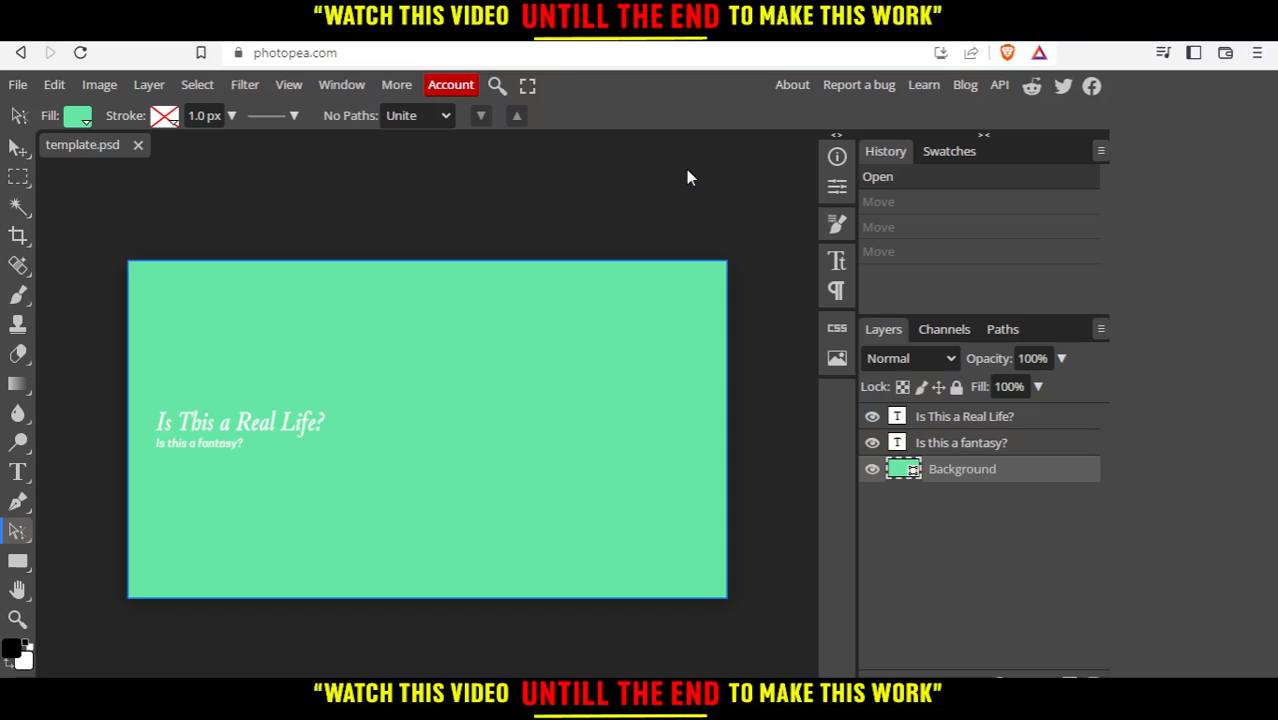 “WATCH THIS VIDEO UNTILL THE END TO MAKE THIS WORK”
photopea.com
File Edit Image Layer Select Filter View Window More Account About Report a bug Learn Blog API
Fill: Stroke: 1.0 px No Paths: Unite
template.psd
History Swatches
Open
Move
Move
Move
Is This a Real Life?
Is this a fantasy?
CSS
Layers Channels Paths
Normal Opacity: 100%
Lock: Fill: 100%
T Is This a Real Life?
T Is this a fantasy?
Background
“WATCH THIS VIDEO UNTILL THE END TO MAKE THIS WORK”